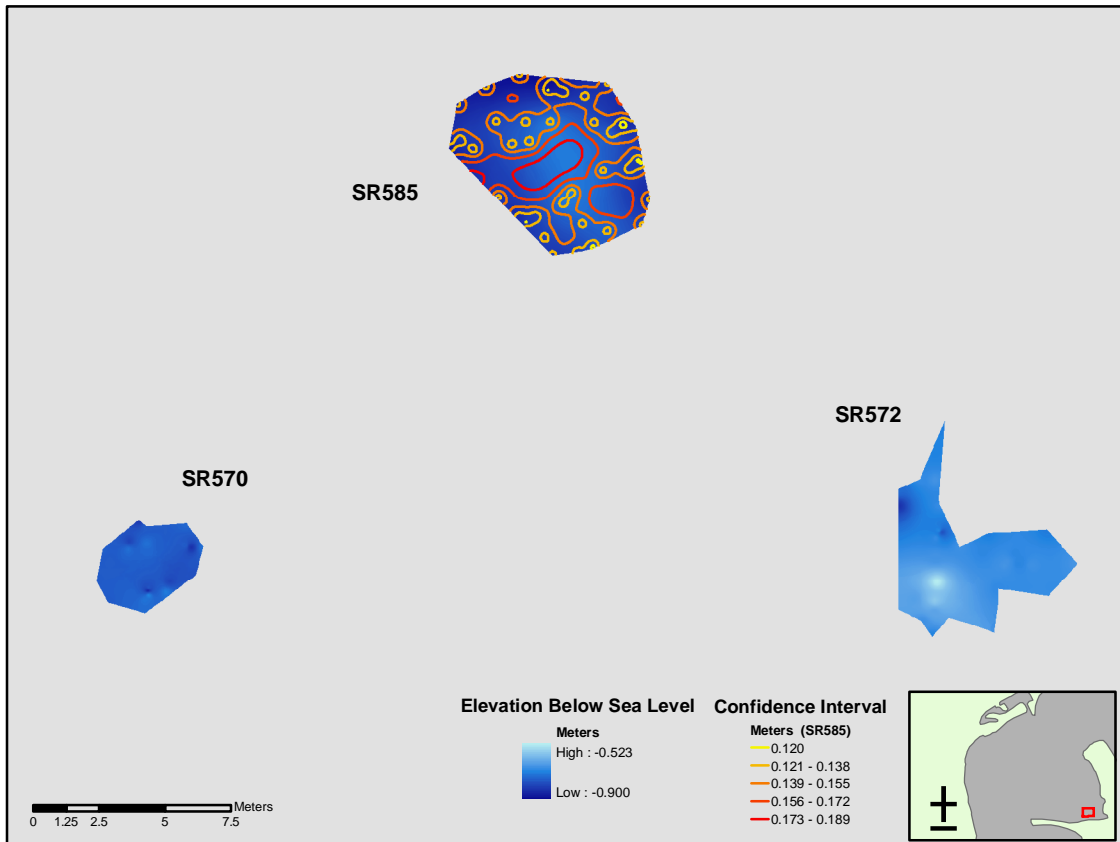 SR585
SR572
SR570
Elevation Below Sea Level
Meters
High : -0.523
Low : -0.900
Confidence Interval
Meters (SR585)
0.120
0.121 - 0.138
0.139 - 0.155
0.156 - 0.172
0.173 - 0.189
Meters
0 1.25 2.5 5 7.5